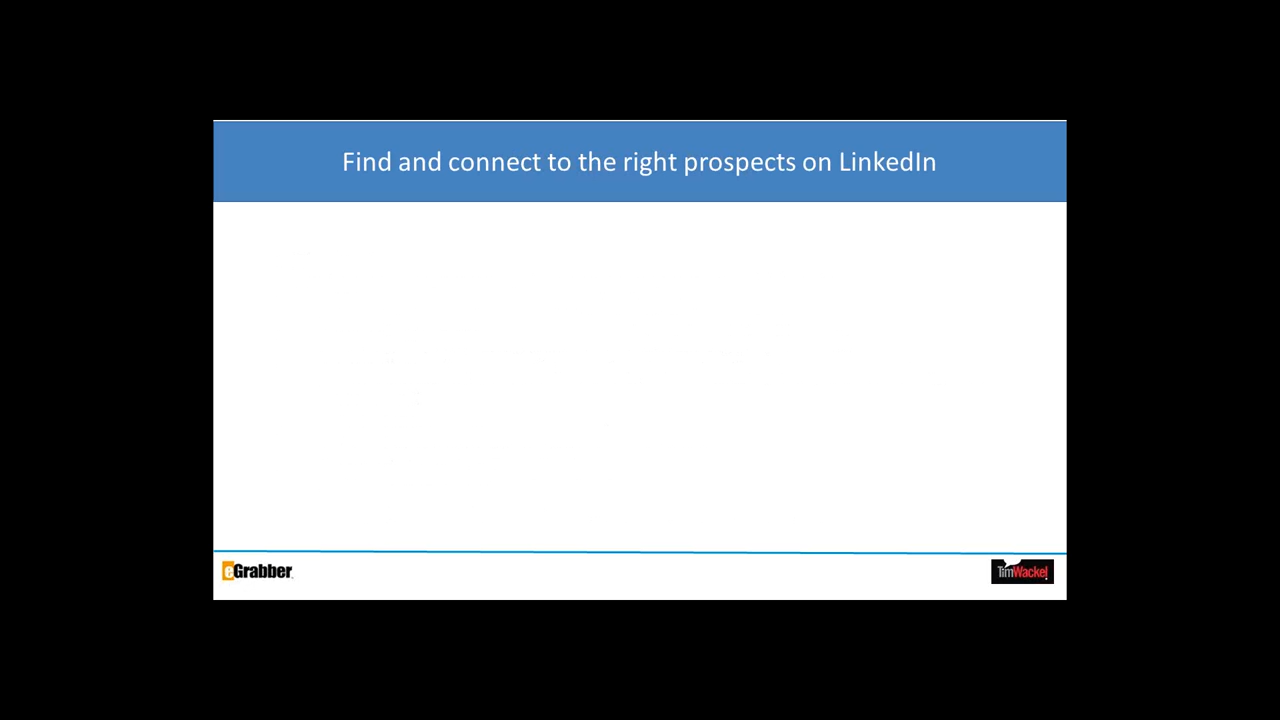 Find and connect to the right prospects on LinkedIn
eGrabber
TimWackel